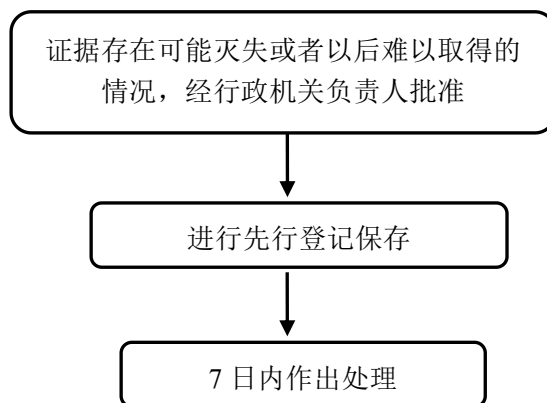 证据存在可能灭失或者以后难以取得的
情况，经行政机关负责人批准
进行先行登记保存
7 日内作出处理